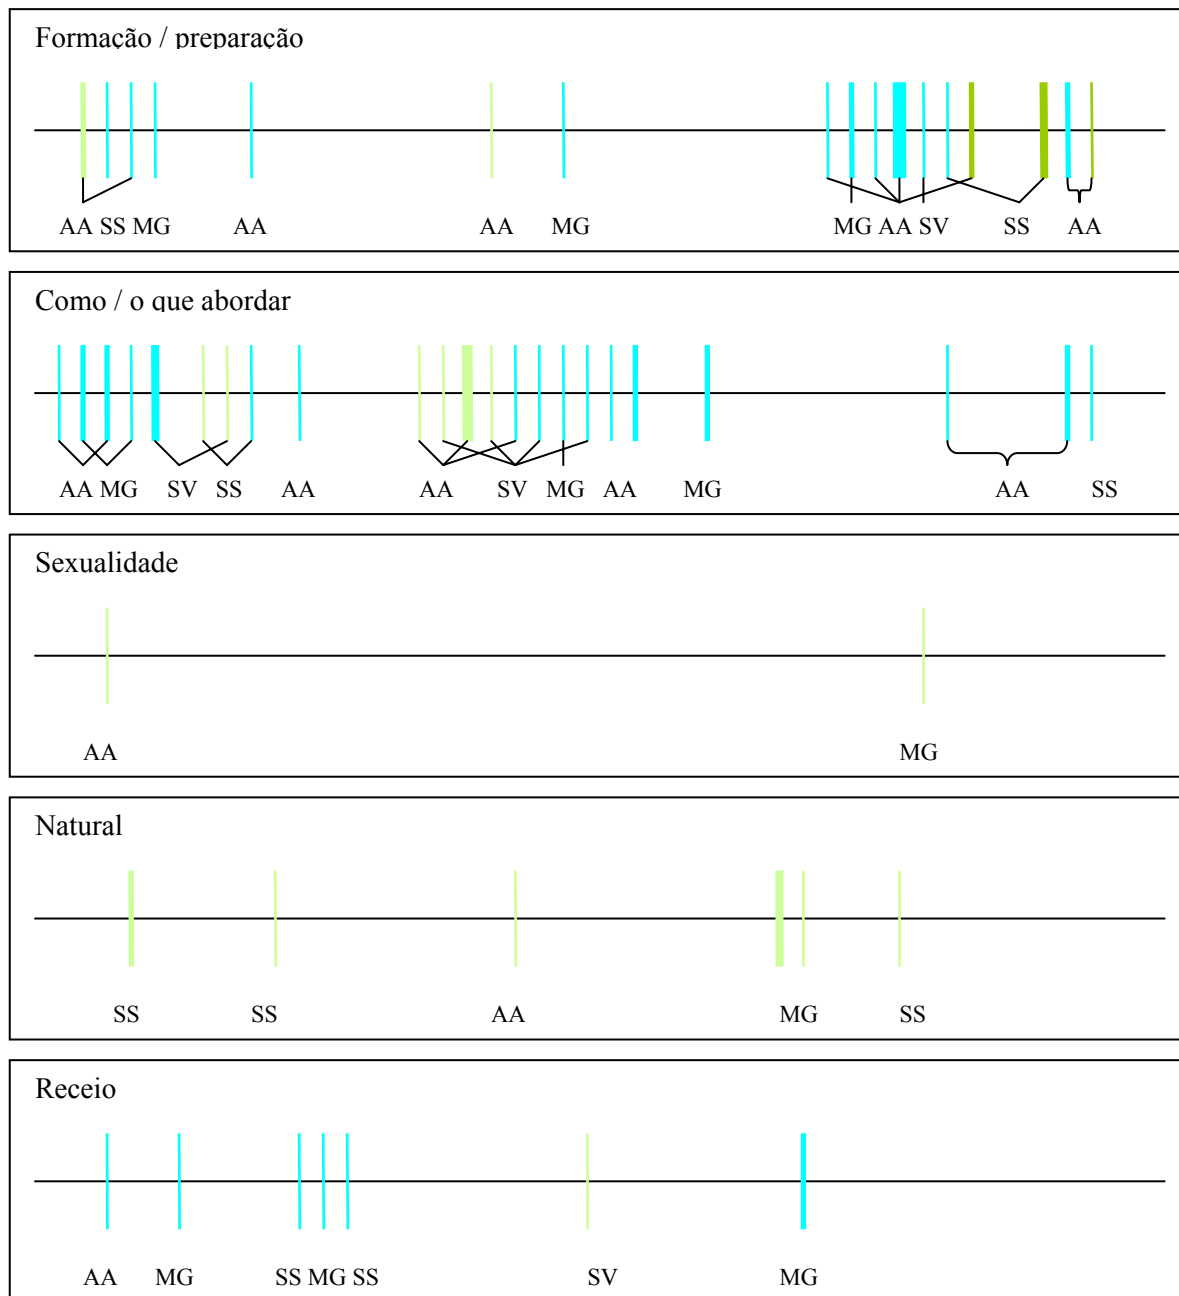 Formação / preparação
AA SS MG AA AA MG MG AA SV SS AA
Como / o que abordar
AA MG SV SS AA AA SV MG AA MG AA SS
Sexualidade
AA MG
Natural
SS SS AA MG SS
Receio
AA MG SS MG SS SV MG